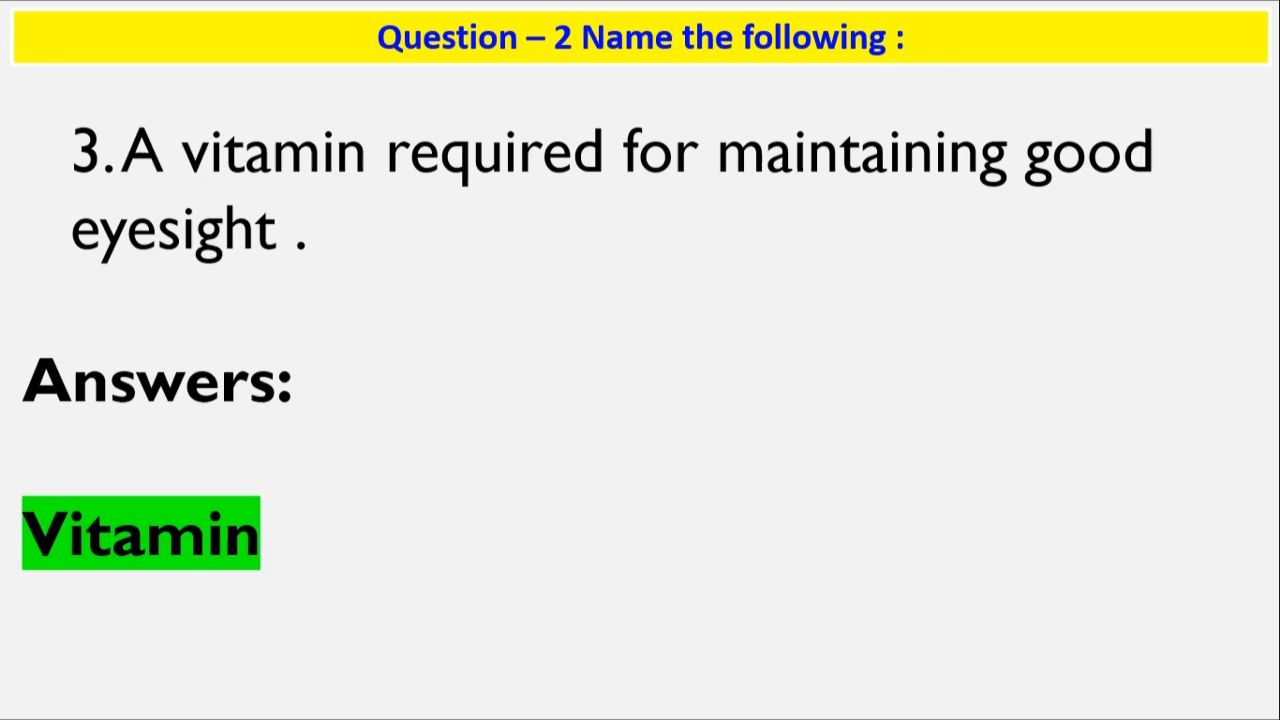 Question – 2 Name the following :
3. A vitamin required for maintaining good
eyesight .
Answers:
Vitamin